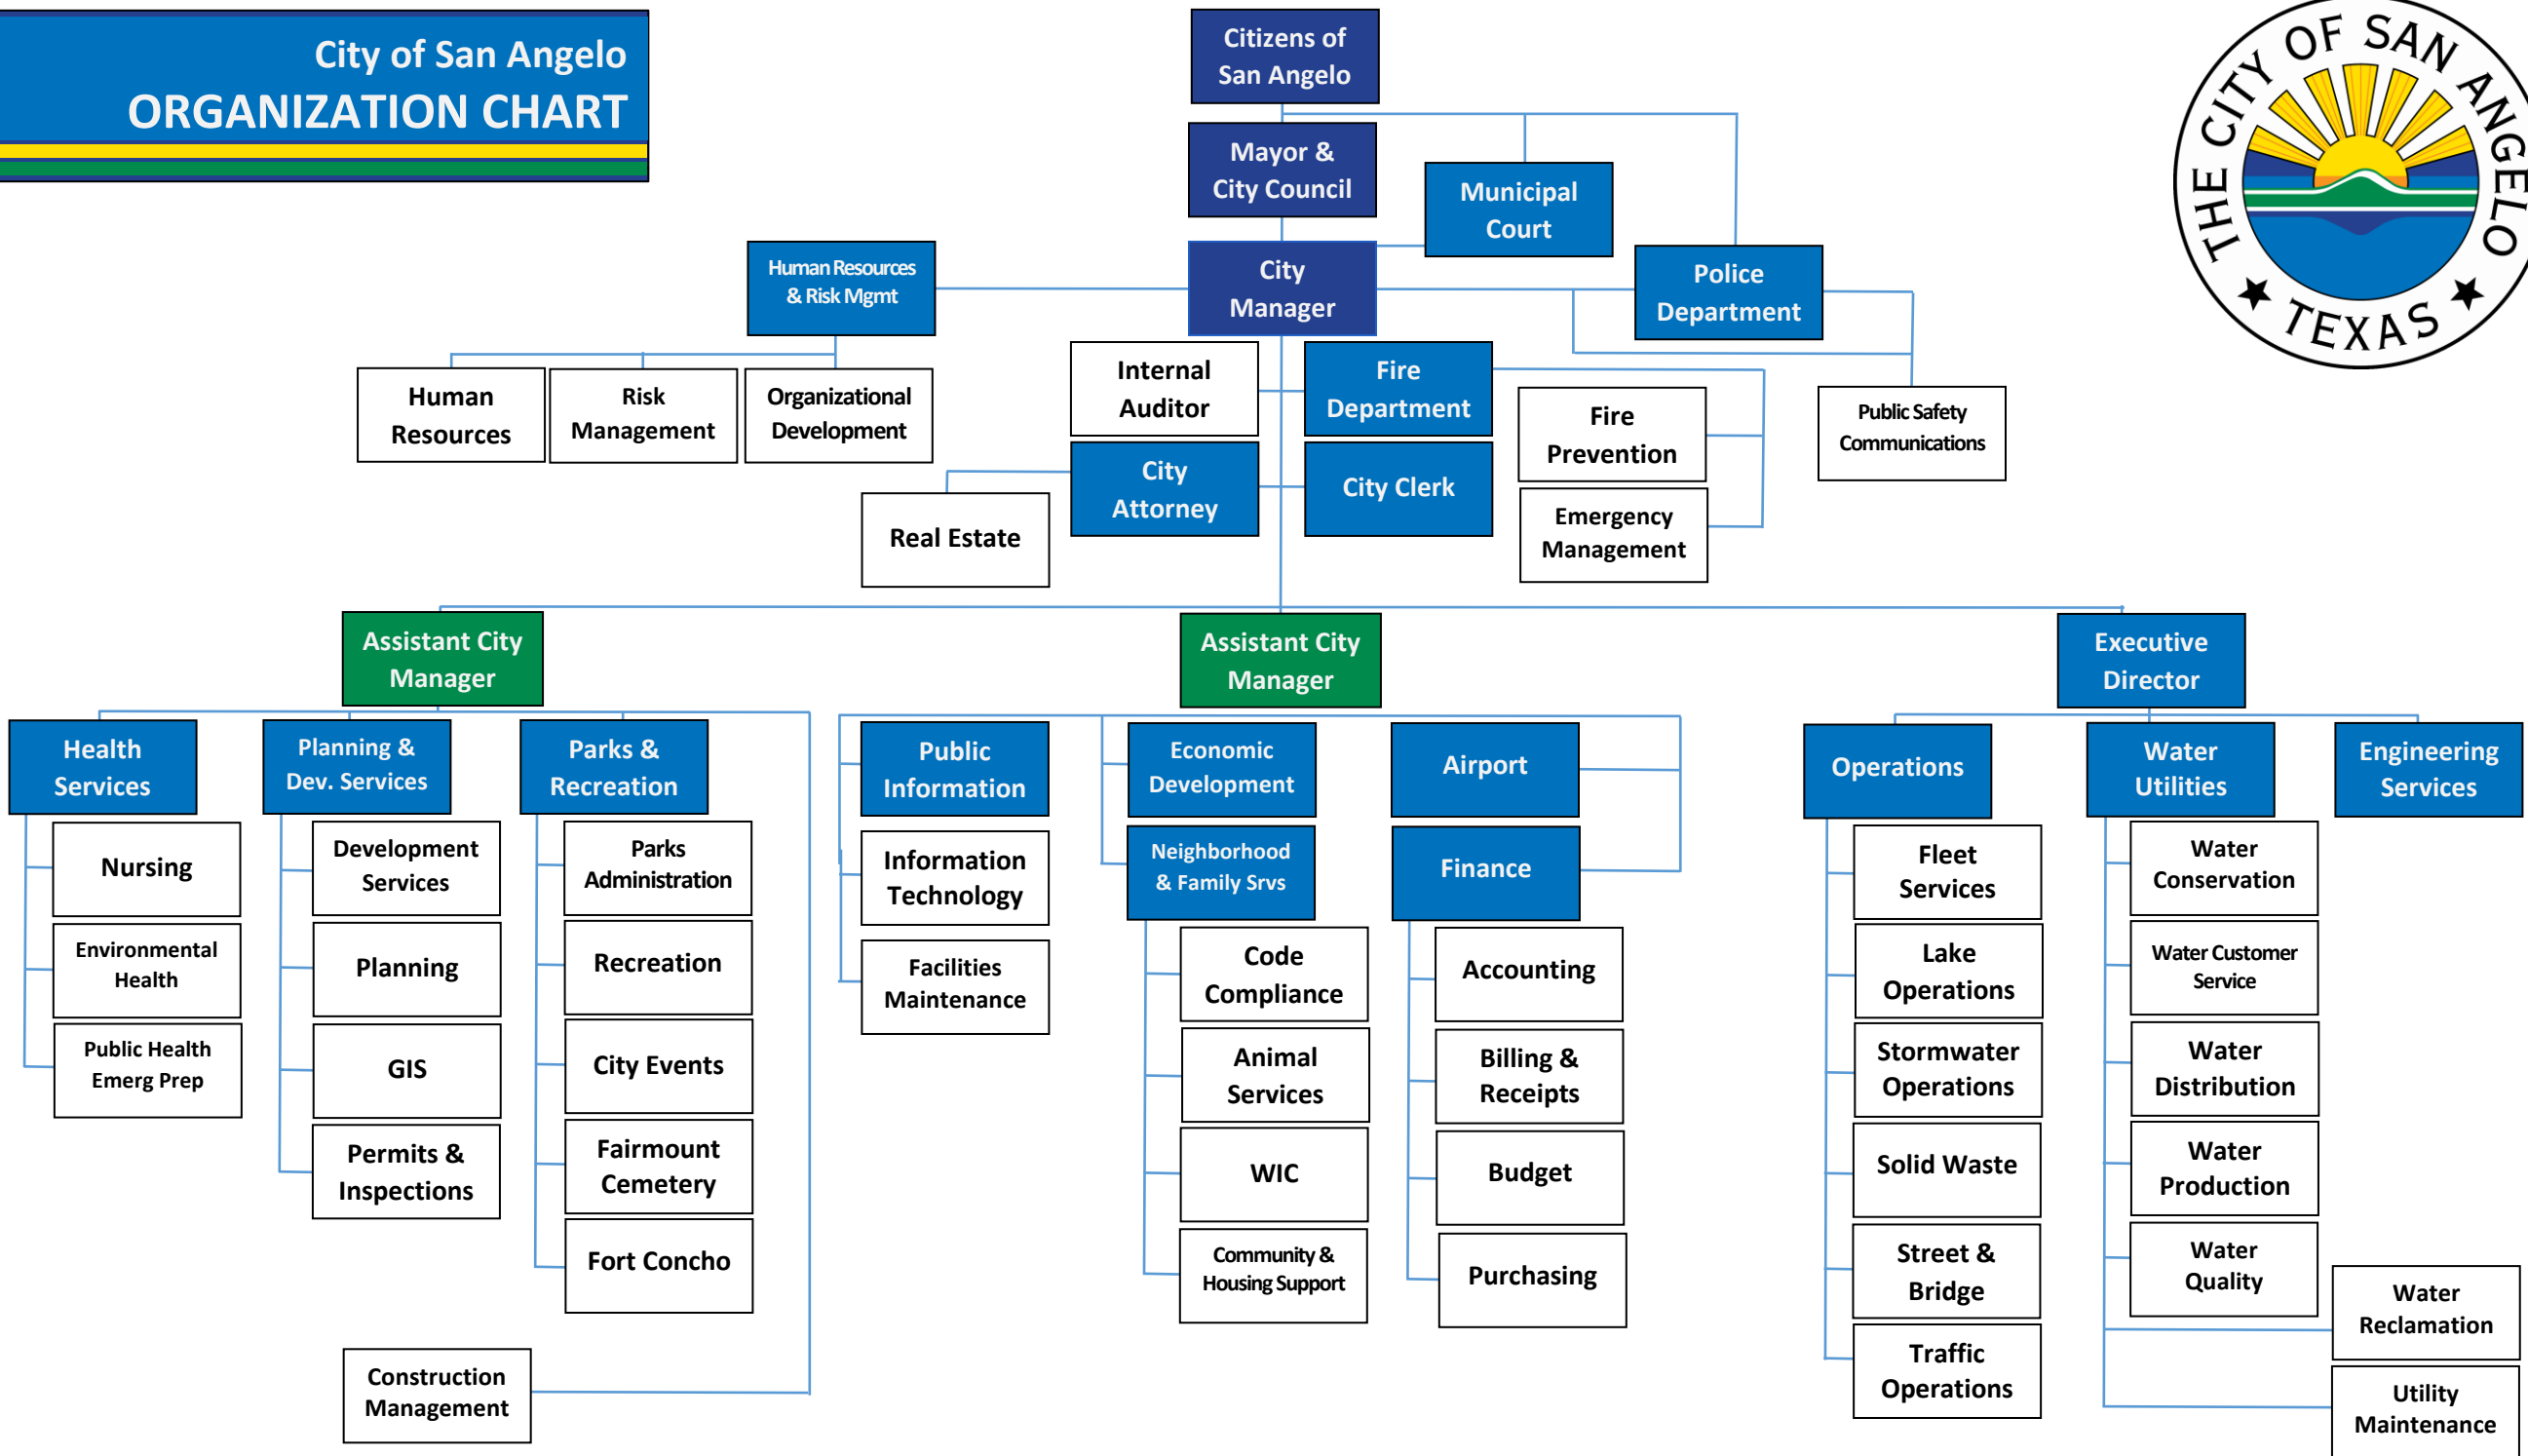 City of San Angelo
ORGANIZATION CHART
Citizens of
San Angelo
THE CITY OF SAN ANGELO
TEXAS
Mayor &
City Council
Municipal
Court
Human Resources
& Risk Mgmt
City
Manager
Police
Department
Human
Resources
Risk
Management
Organizational
Development
Internal
Auditor
Fire
Department
Fire
Prevention
Public Safety
Communications
City
Attorney
City Clerk
Real Estate
Emergency
Management
Assistant City
Manager
Assistant City
Manager
Executive
Director
Health
Services
Planning &
Dev. Services
Parks &
Recreation
Public
Information
Economic
Development
Airport
Operations
Water
Utilities
Engineering
Services
Nursing
Environmental
Health
Public Health
Emerg Prep
Development
Services
Planning
GIS
Permits &
Inspections
Parks
Administration
Recreation
City Events
Fairmount
Cemetery
Fort Concho
Construction
Management
Information
Technology
Facilities
Maintenance
Neighborhood
& Family Srvs
Code
Compliance
Animal
Services
WIC
Community &
Housing Support
Finance
Accounting
Billing &
Receipts
Budget
Purchasing
Fleet
Services
Lake
Operations
Stormwater
Operations
Solid Waste
Street &
Bridge
Traffic
Operations
Water
Conservation
Water Customer
Service
Water
Distribution
Water
Production
Water
Quality
Water
Reclamation
Utility
Maintenance